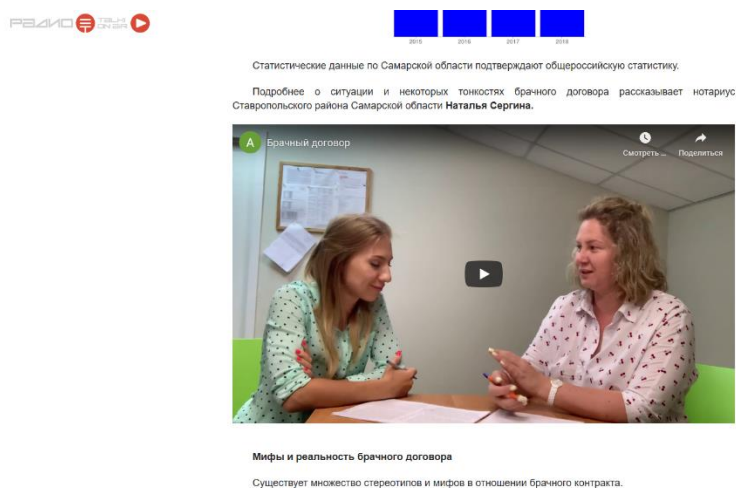 РАДИО TALK ON AIR
2015 2016 2017 2018
Статистические данные по Самарской области подтверждают общероссийскую статистику.
Подробнее о ситуации и некоторых тонкостях брачного договора рассказывает нотариус
Ставропольского района Самарской области Наталья Сергина.
А Брачный договор
Смотреть ... Поделиться
Мифы и реальность брачного договора
Существует множество стереотипов и мифов в отношении брачного контракта.